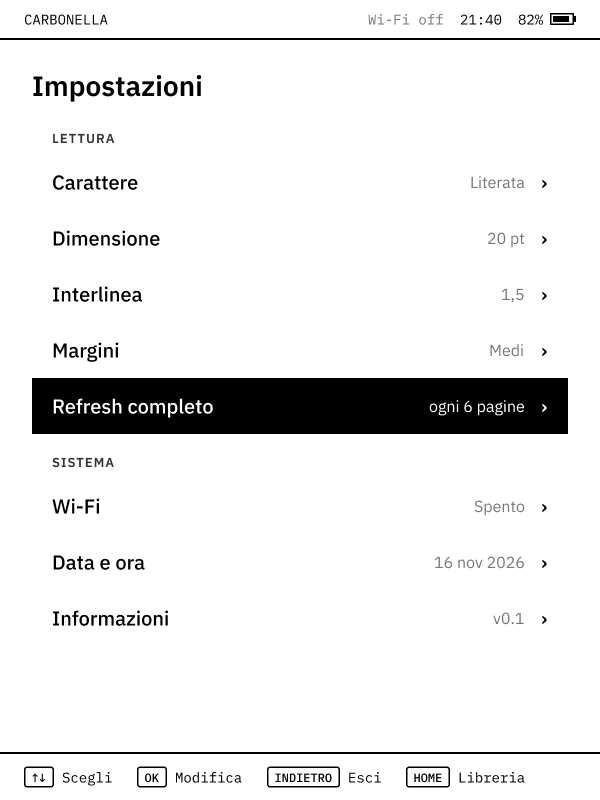 CARBONELLA Wi-Fi off 21:40 82%
Impostazioni
LETTURA
Carattere Literata ›
Dimensione 20 pt ›
Interlinea 1,5 ›
Margini Medi ›
Refresh completo ogni 6 pagine ›
SISTEMA
Wi-Fi Spento ›
Data e ora 16 nov 2026 ›
Informazioni v0.1 ›
↑↓ Scegli OK Modifica INDIETRO Esci HOME Libreria